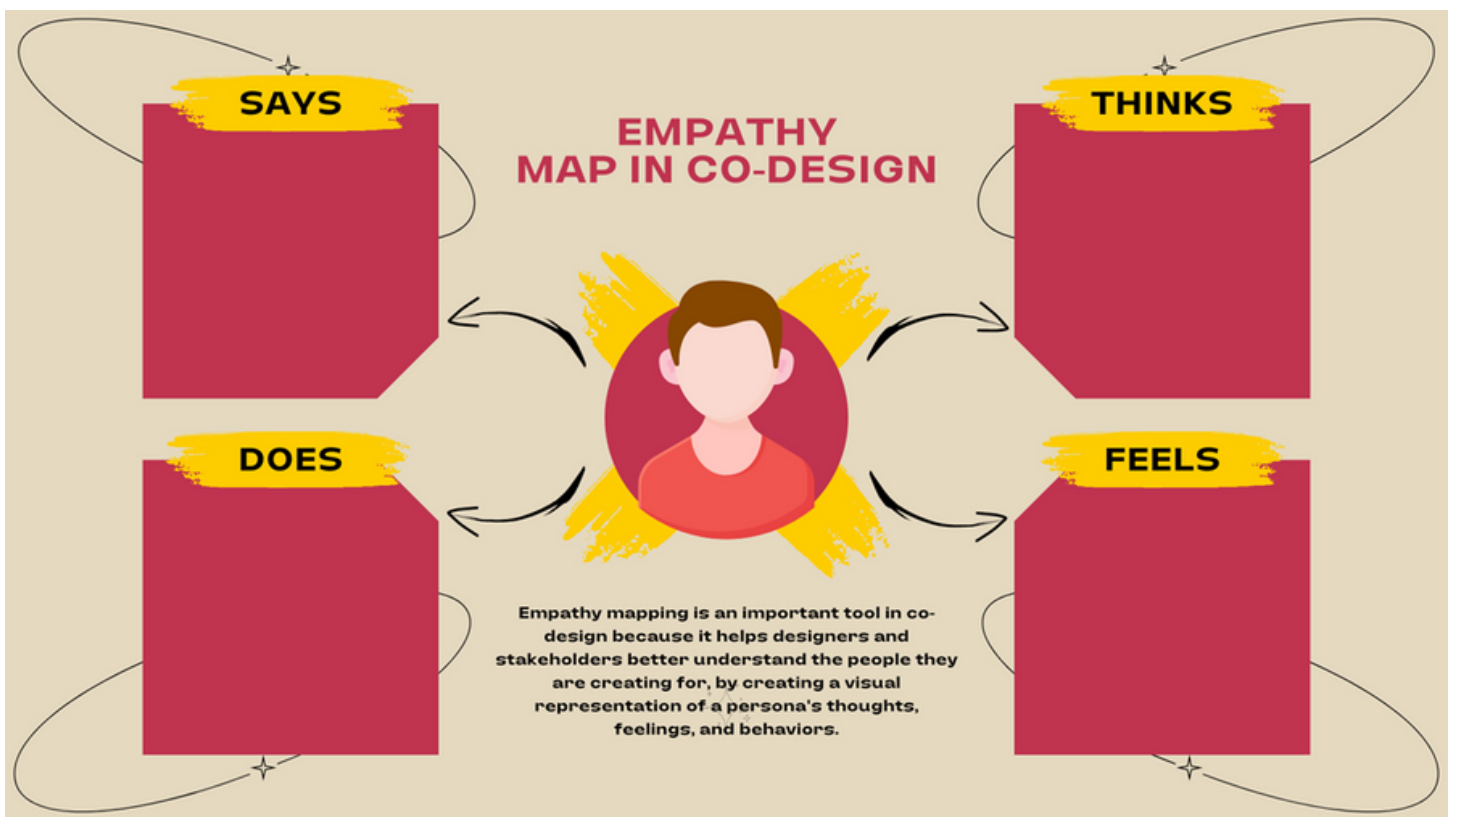 SAYS
THINKS
EMPATHY
MAP IN CO-DESIGN
DOES
FEELS
Empathy mapping is an important tool in co-
design because it helps designers and
stakeholders better understand the people they
are creating for, by creating a visual
representation of a persona's thoughts,
feelings, and behaviors.